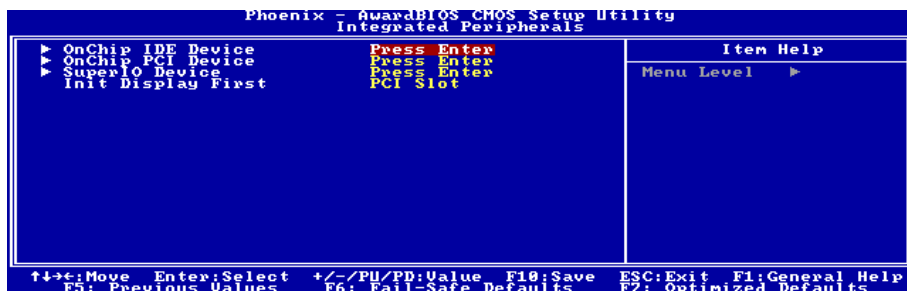 Phoenix - AwardBIOS CMOS Setup Utility
Integrated Peripherals
► OnChip IDE Device Press Enter
► OnChip PCI Device Press Enter
► SuperIO Device Press Enter
Init Display First PCI Slot
Item Help
Menu Level ►
↑↓→←:Move Enter:Select +/-/PU/PD:Value F10:Save ESC:Exit F1:General Help
F5: Previous Values F6: Fail-Safe Defaults F7: Optimized Defaults